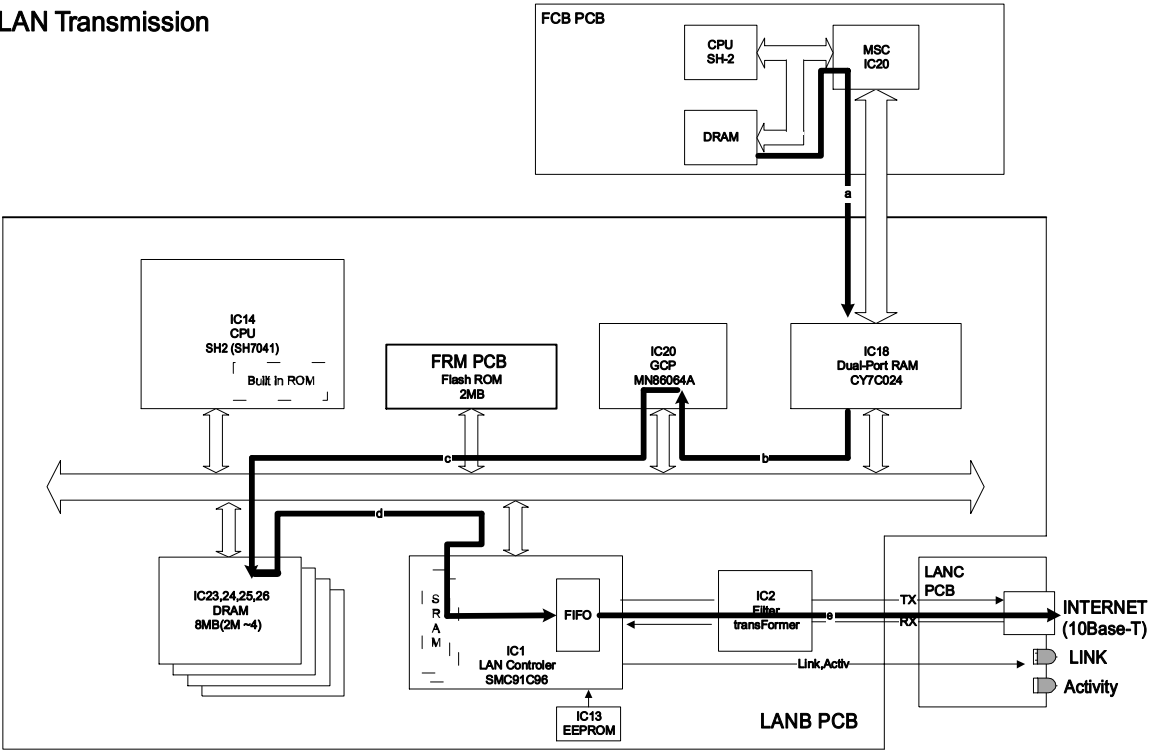 LAN Transmission
FCB PCB
CPU
SH-2
MSC
IC20
DRAM
a
IC14
CPU
SH2 (SH7041)
Built in ROM
FRM PCB
Flash ROM
2MB
IC20
GCP
MN86064A
IC18
Dual-Port RAM
CY7C024
c
b
d
IC23,24,25,26
DRAM
8MB(2M ~4)
SRAM
FIFO
IC1
LAN Controler
SMC91C96
IC13
EEPROM
IC2
Filter
transFormer
e
TX
RX
Link,Activ
LANC
PCB
INTERNET
(10Base-T)
LINK
Activity
LANB PCB